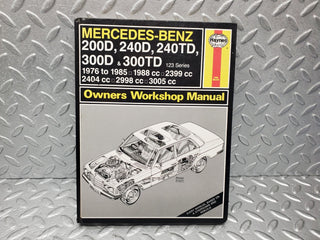 MERCEDES-BENZ
200D, 240D, 240TD,
300D & 300TD 123 Series
1976 to 1985 □ 1988 cc □ 2399 cc
2404 cc □ 2998 cc □ 3005 cc
Haynes
Owners Workshop Manual